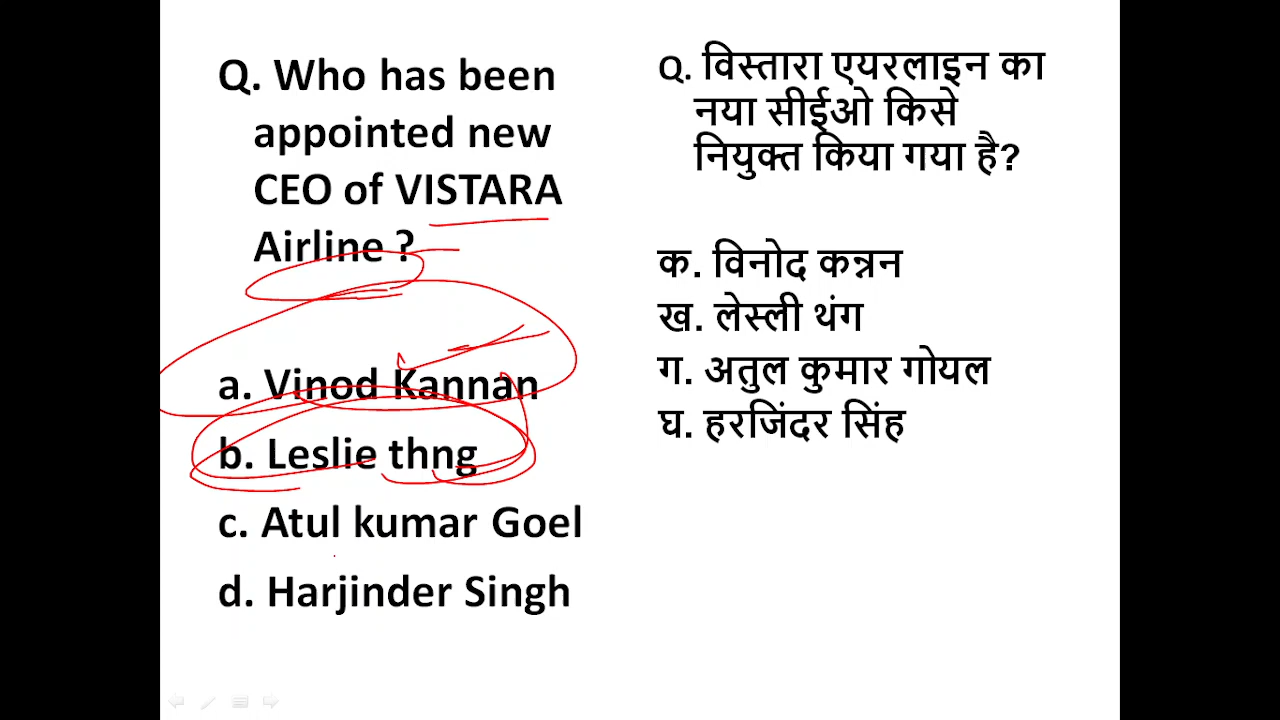 Q. Who has been
appointed new
CEO of VISTARA
Airline ?
a. Vinod Kannan
b. Leslie thng
c. Atul kumar Goel
d. Harjinder Singh
Q. विस्तारा एयरलाइन का
नया सीईओ किसे
नियुक्त किया गया है?
क. विनोद कन्नन
ख. लेस्ली थंग
ग. अतुल कुमार गोयल
घ. हरजिंदर सिंह